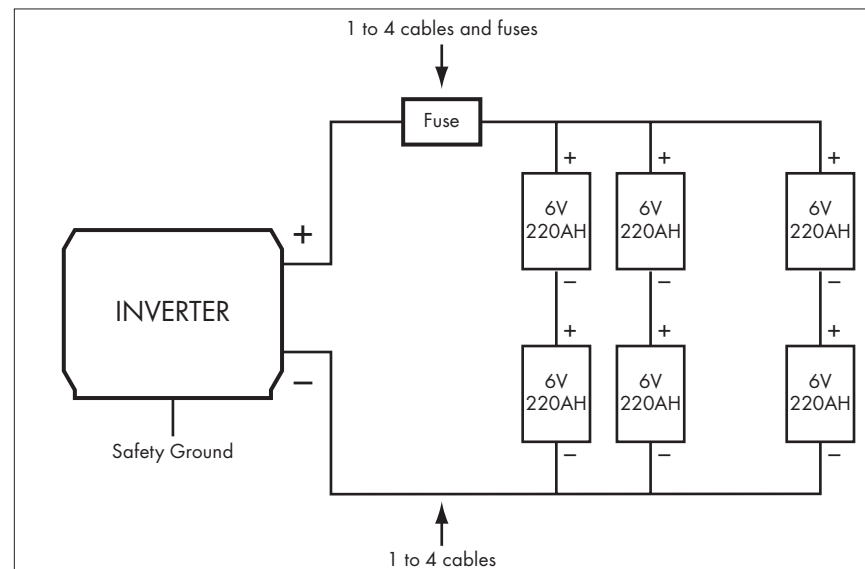 1 to 4 cables and fuses
Fuse
+
+
+
+
6V
220AH
6V
220AH
6V
220AH
INVERTER
−
−
−
−
+
+
+
6V
220AH
6V
220AH
6V
220AH
Safety Ground
−
−
−
1 to 4 cables